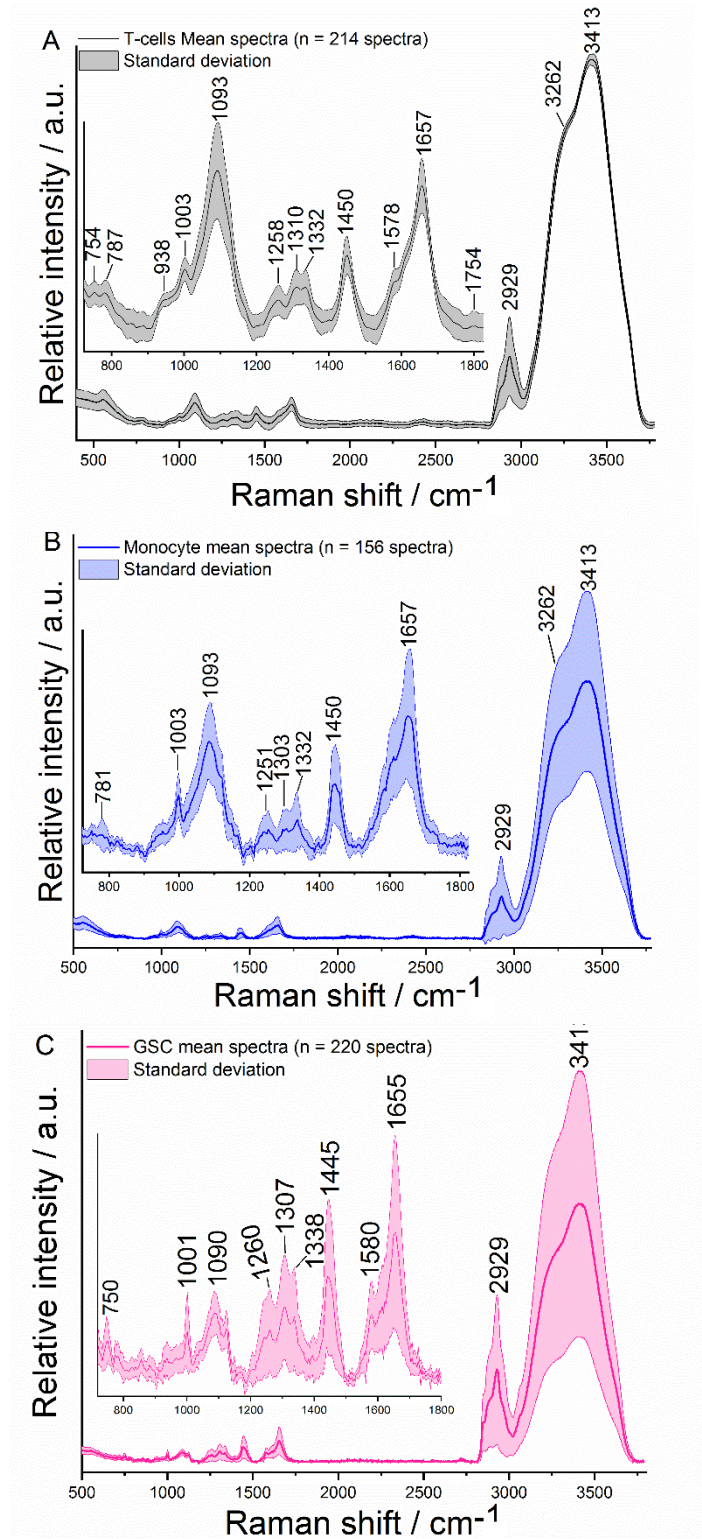 A
T-cells Mean spectra (n = 214 spectra)
Standard deviation
3413
3262
1093
1657
754
787
938
1003
1258
1310
1332
1450
1578
1754
2929
800 1000 1200 1400 1600 1800
Relative intensity / a.u.
500 1000 1500 2000 2500 3000 3500
Raman shift / cm-1
B
Monocyte mean spectra (n = 156 spectra)
Standard deviation
3413
3262
1657
1093
1003
1450
781
1251
1303
1332
2929
800 1000 1200 1400 1600 1800
Relative intensity / a.u.
500 1000 1500 2000 2500 3000 3500
Raman shift / cm-1
C
GSC mean spectra (n = 220 spectra)
Standard deviation
341
1655
1445
1307
1338
1260
1001
1090
1580
750
2929
800 1000 1200 1400 1600 1800
Relative intensity / a.u.
500 1000 1500 2000 2500 3000 3500
Raman shift / cm-1